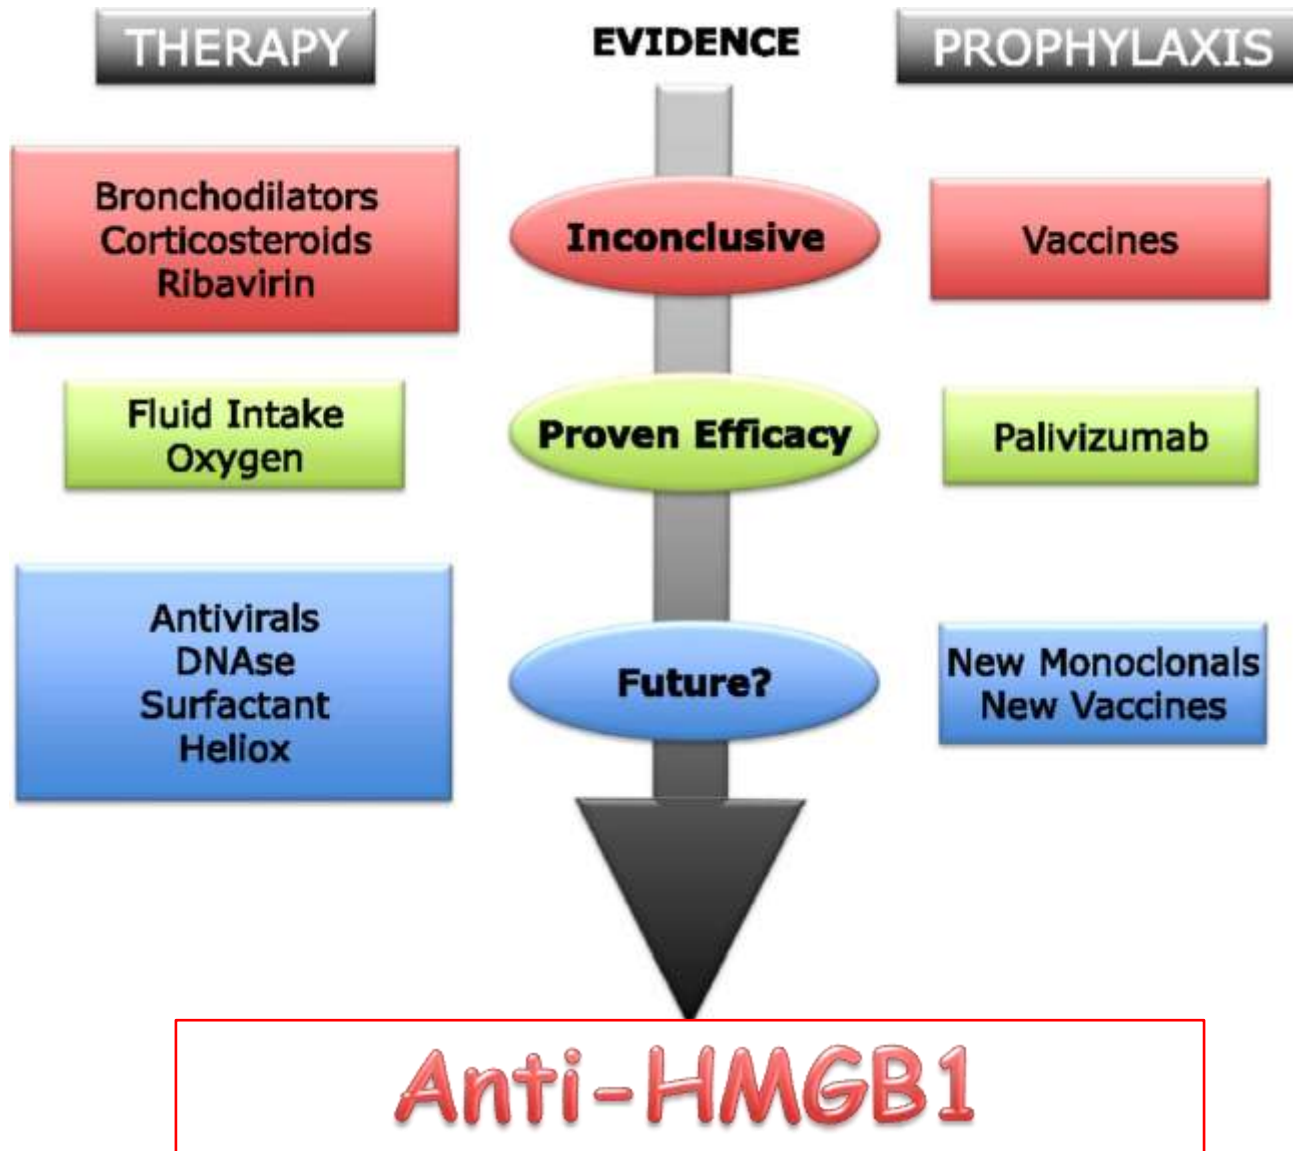 THERAPY
EVIDENCE
PROPHYLAXIS
Bronchodilators
Corticosteroids
Ribavirin
Inconclusive
Vaccines
Fluid Intake
Oxygen
Proven Efficacy
Palivizumab
Antivirals
DNAse
Surfactant
Heliox
Future?
New Monoclonals
New Vaccines
Anti-HMGB1